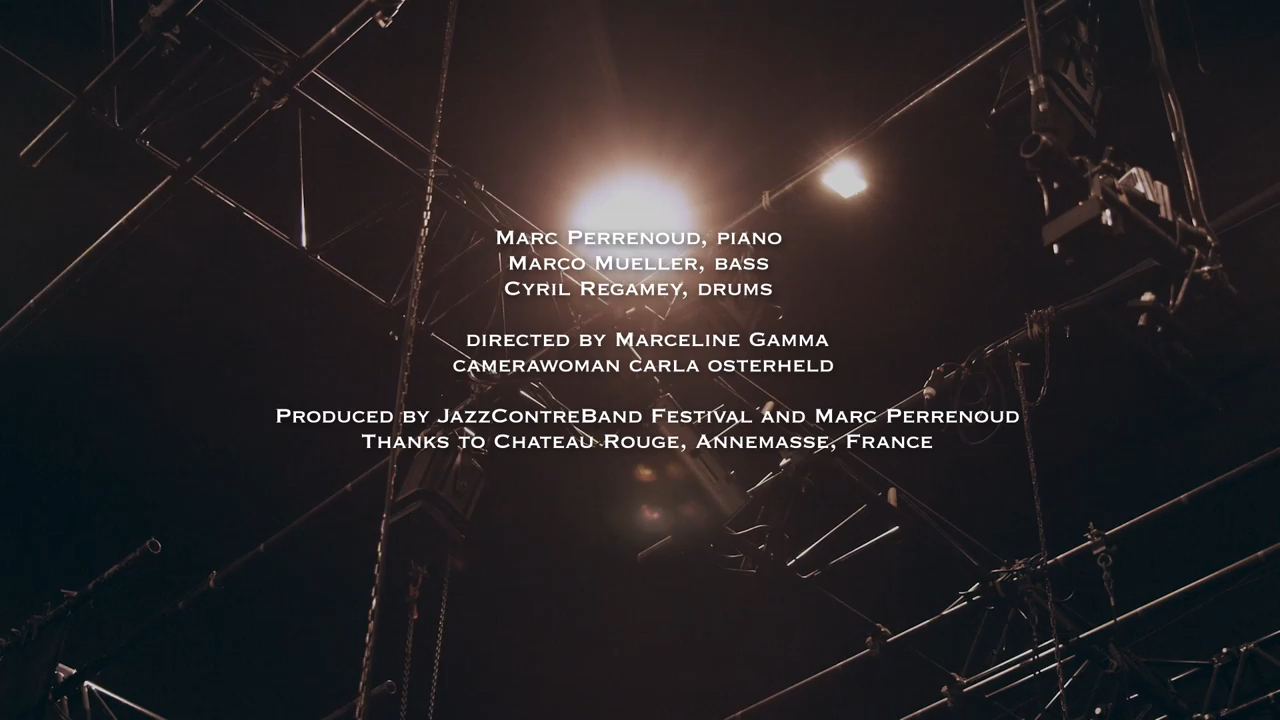 Marc Perrenoud, piano
Marco Mueller, bass
Cyril Regamey, drums
directed by Marceline Gamma
camerawoman carla osterheld
Produced by JazzContreBand Festival and Marc Perrenoud
Thanks to Chateau Rouge, Annemasse, France